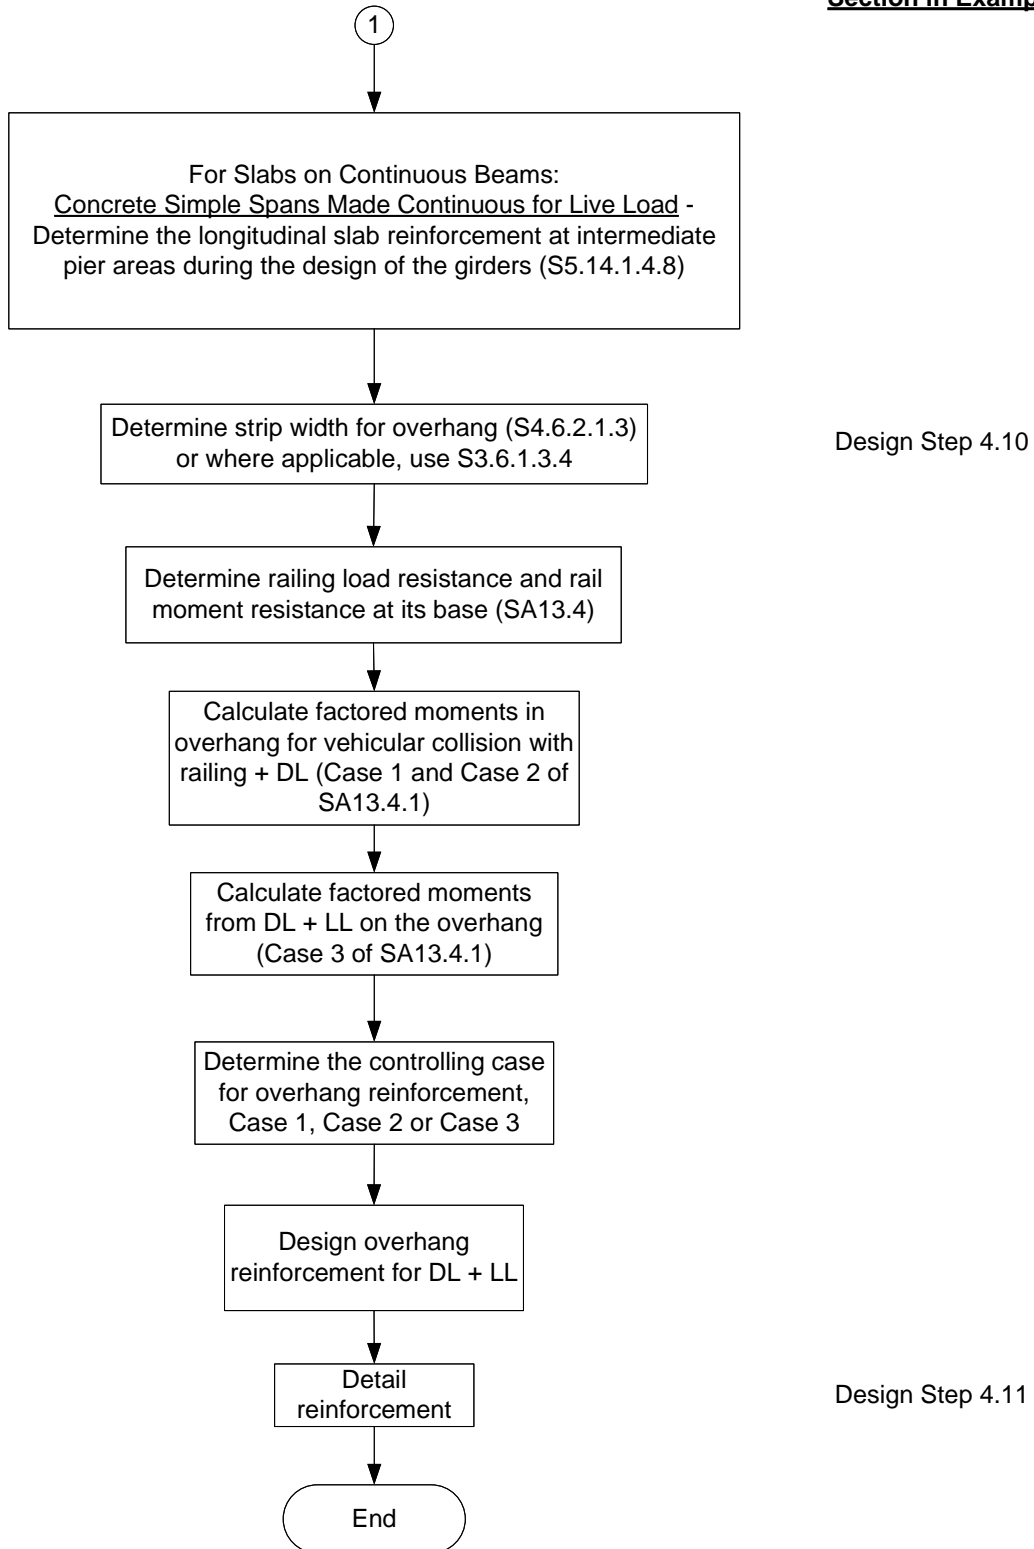 Section in
1
For Slabs on Continuous Beams:
Concrete Simple Spans Made Continuous for Live Load -
Determine the longitudinal slab reinforcement at intermediate
pier areas during the design of the girders (S5.14.1.4.8)
Determine strip width for overhang (S4.6.2.1.3)
or where applicable, use S3.6.1.3.4
Design Step 4.10
Determine railing load resistance and rail
moment resistance at its base (SA13.4)
Calculate factored moments in
overhang for vehicular collision with
railing + DL (Case 1 and Case 2 of
SA13.4.1)
Calculate factored moments
from DL + LL on the overhang
(Case 3 of SA13.4.1)
Determine the controlling case
for overhang reinforcement,
Case 1, Case 2 or Case 3
Design overhang
reinforcement for DL + LL
Detail
reinforcement
Design Step 4.11
End